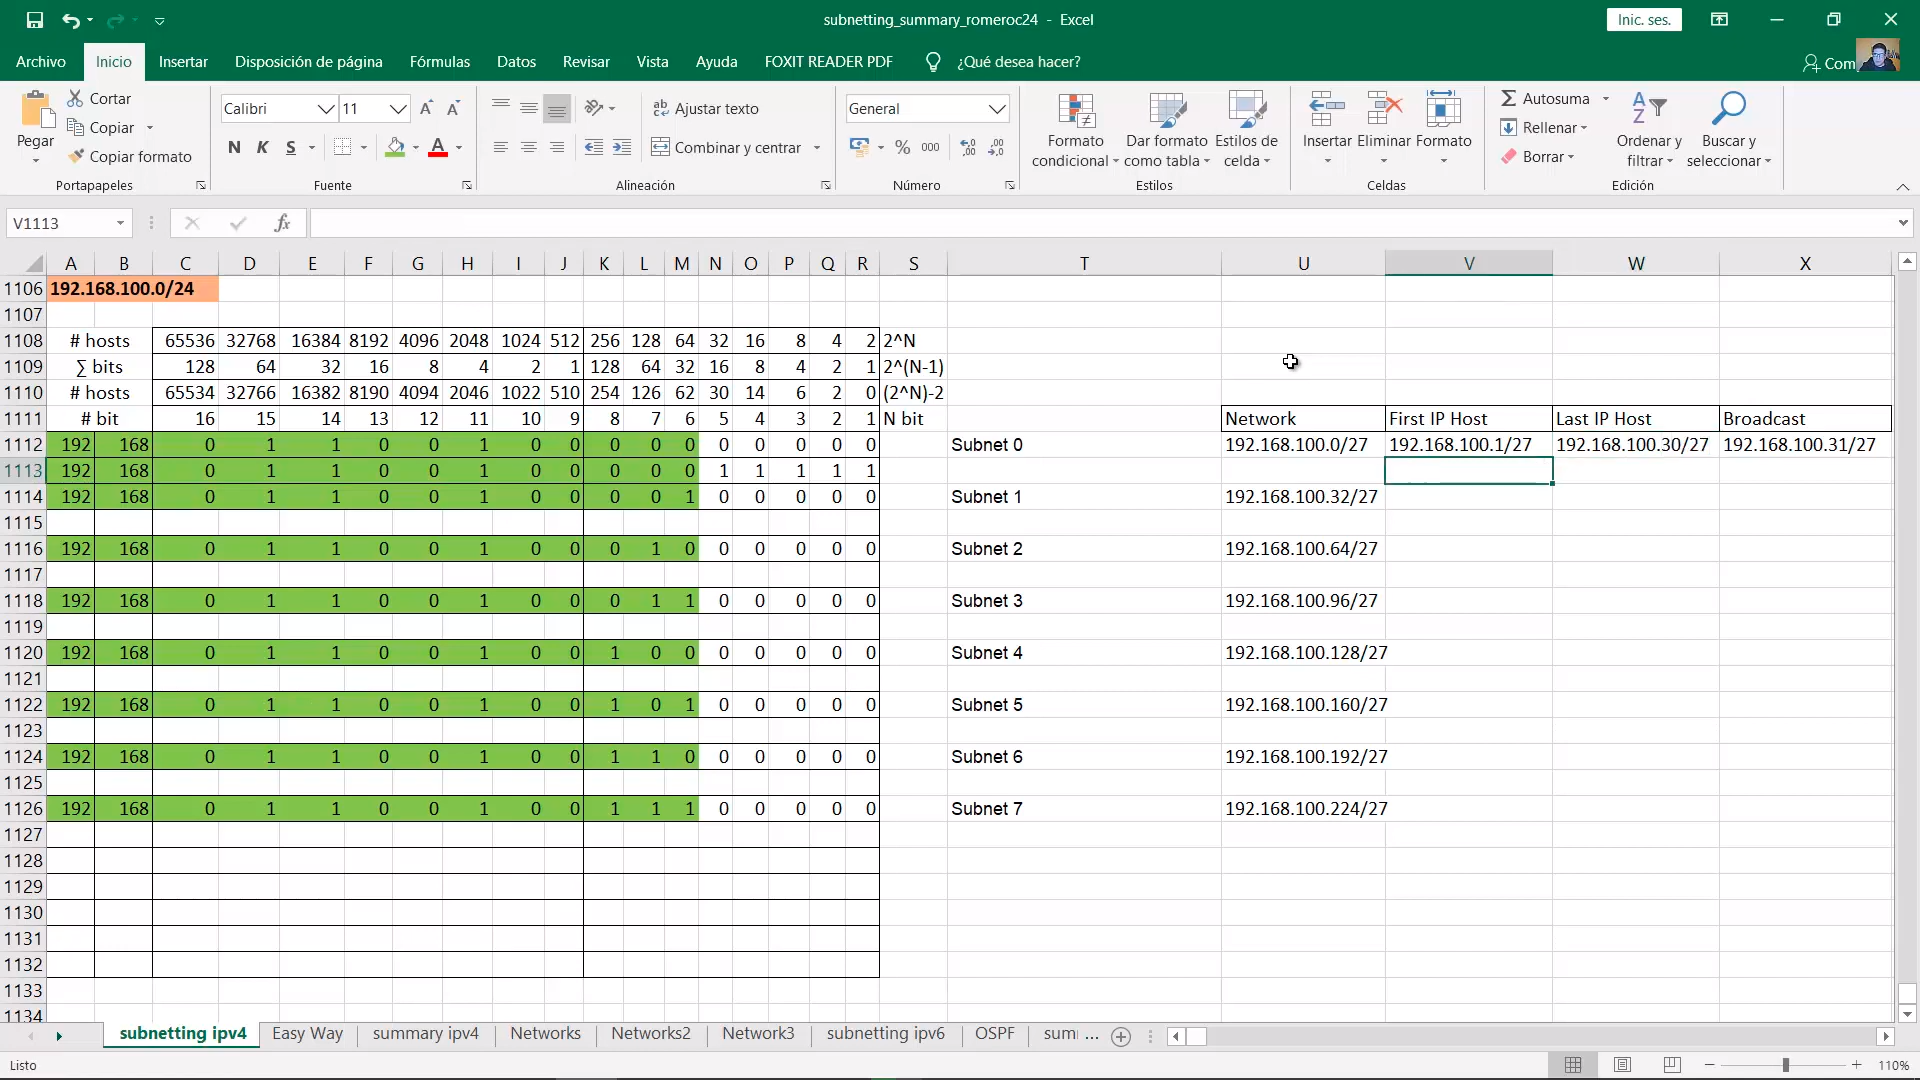 subnetting_summary_romeroc24 - Excel
Inic. ses.
Archivo Inicio Insertar Disposición de página Fórmulas Datos Revisar Vista Ayuda FOXIT READER PDF ¿Qué desea hacer? Com
Pegar
Cortar
Copiar
Copiar formato
Portapapeles
Calibri 11
N K S
Fuente
Ajustar texto
Combinar y centrar
Alineación
General
% 000
Número
Formato condicional
Dar formato como tabla
Estilos de celda
Estilos
Insertar Eliminar Formato
Celdas
Autosuma
Rellenar
Borrar
Ordenar y filtrar
Buscar y seleccionar
Edición
V1113 fx
A B C D E F G H I J K L M N O P Q R S T U V W X
1106 192.168.100.0/24
1107
1108 # hosts 65536 32768 16384 8192 4096 2048 1024 512 256 128 64 32 16 8 4 2 2^N
1109 ∑ bits 128 64 32 16 8 4 2 1 128 64 32 16 8 4 2 1 2^(N-1)
1110 # hosts 65534 32766 16382 8190 4094 2046 1022 510 254 126 62 30 14 6 2 0 (2^N)-2
1111 # bit 16 15 14 13 12 11 10 9 8 7 6 5 4 3 2 1 N bit Network First IP Host Last IP Host Broadcast
1112 192 168 0 1 1 0 0 1 0 0 0 0 0 0 0 0 0 0 Subnet 0 192.168.100.0/27 192.168.100.1/27 192.168.100.30/27 192.168.100.31/27
1113 192 168 0 1 1 0 0 1 0 0 0 0 0 1 1 1 1 1
1114 192 168 0 1 1 0 0 1 0 0 0 0 1 0 0 0 0 0 Subnet 1 192.168.100.32/27
1115
1116 192 168 0 1 1 0 0 1 0 0 0 1 0 0 0 0 0 0 Subnet 2 192.168.100.64/27
1117
1118 192 168 0 1 1 0 0 1 0 0 0 1 1 0 0 0 0 0 Subnet 3 192.168.100.96/27
1119
1120 192 168 0 1 1 0 0 1 0 0 1 0 0 0 0 0 0 0 Subnet 4 192.168.100.128/27
1121
1122 192 168 0 1 1 0 0 1 0 0 1 0 1 0 0 0 0 0 Subnet 5 192.168.100.160/27
1123
1124 192 168 0 1 1 0 0 1 0 0 1 1 0 0 0 0 0 0 Subnet 6 192.168.100.192/27
1125
1126 192 168 0 1 1 0 0 1 0 0 1 1 1 0 0 0 0 0 Subnet 7 192.168.100.224/27
1127
1128
1129
1130
1131
1132
1133
1134
subnetting ipv4 Easy Way summary ipv4 Networks Networks2 Network3 subnetting ipv6 OSPF sum ...
Listo 110%